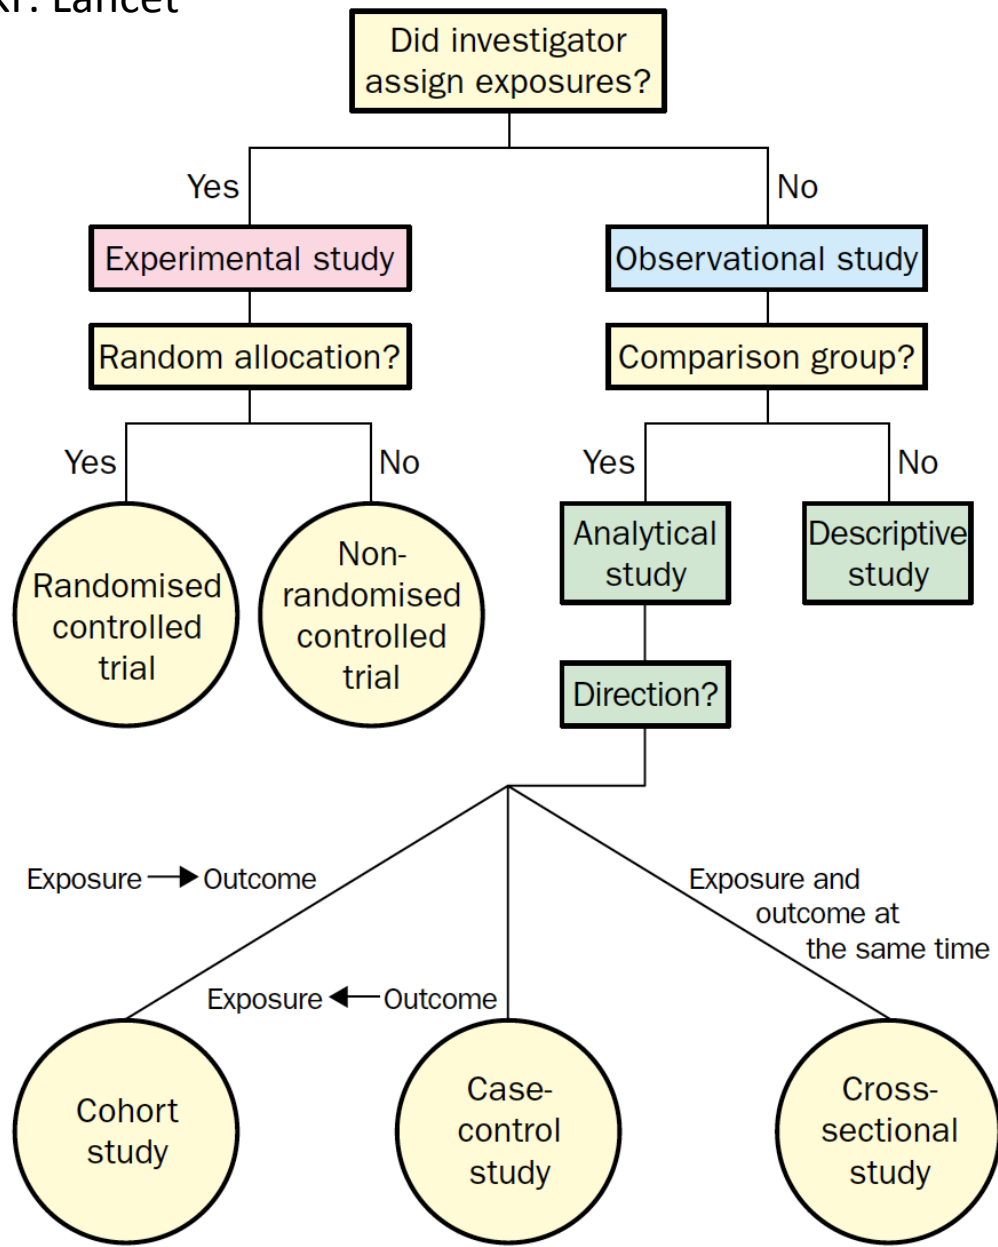 Lancet
Did investigator
assign exposures?
Yes
No
Experimental study
Observational study
Random allocation?
Comparison group?
Yes
No
Yes
No
Randomised
controlled
trial
Non-
randomised
controlled
trial
Analytical
study
Descriptive
study
Direction?
Exposure → Outcome
Exposure and
outcome at
the same time
Exposure ← Outcome
Cohort
study
Case-
control
study
Cross-
sectional
study